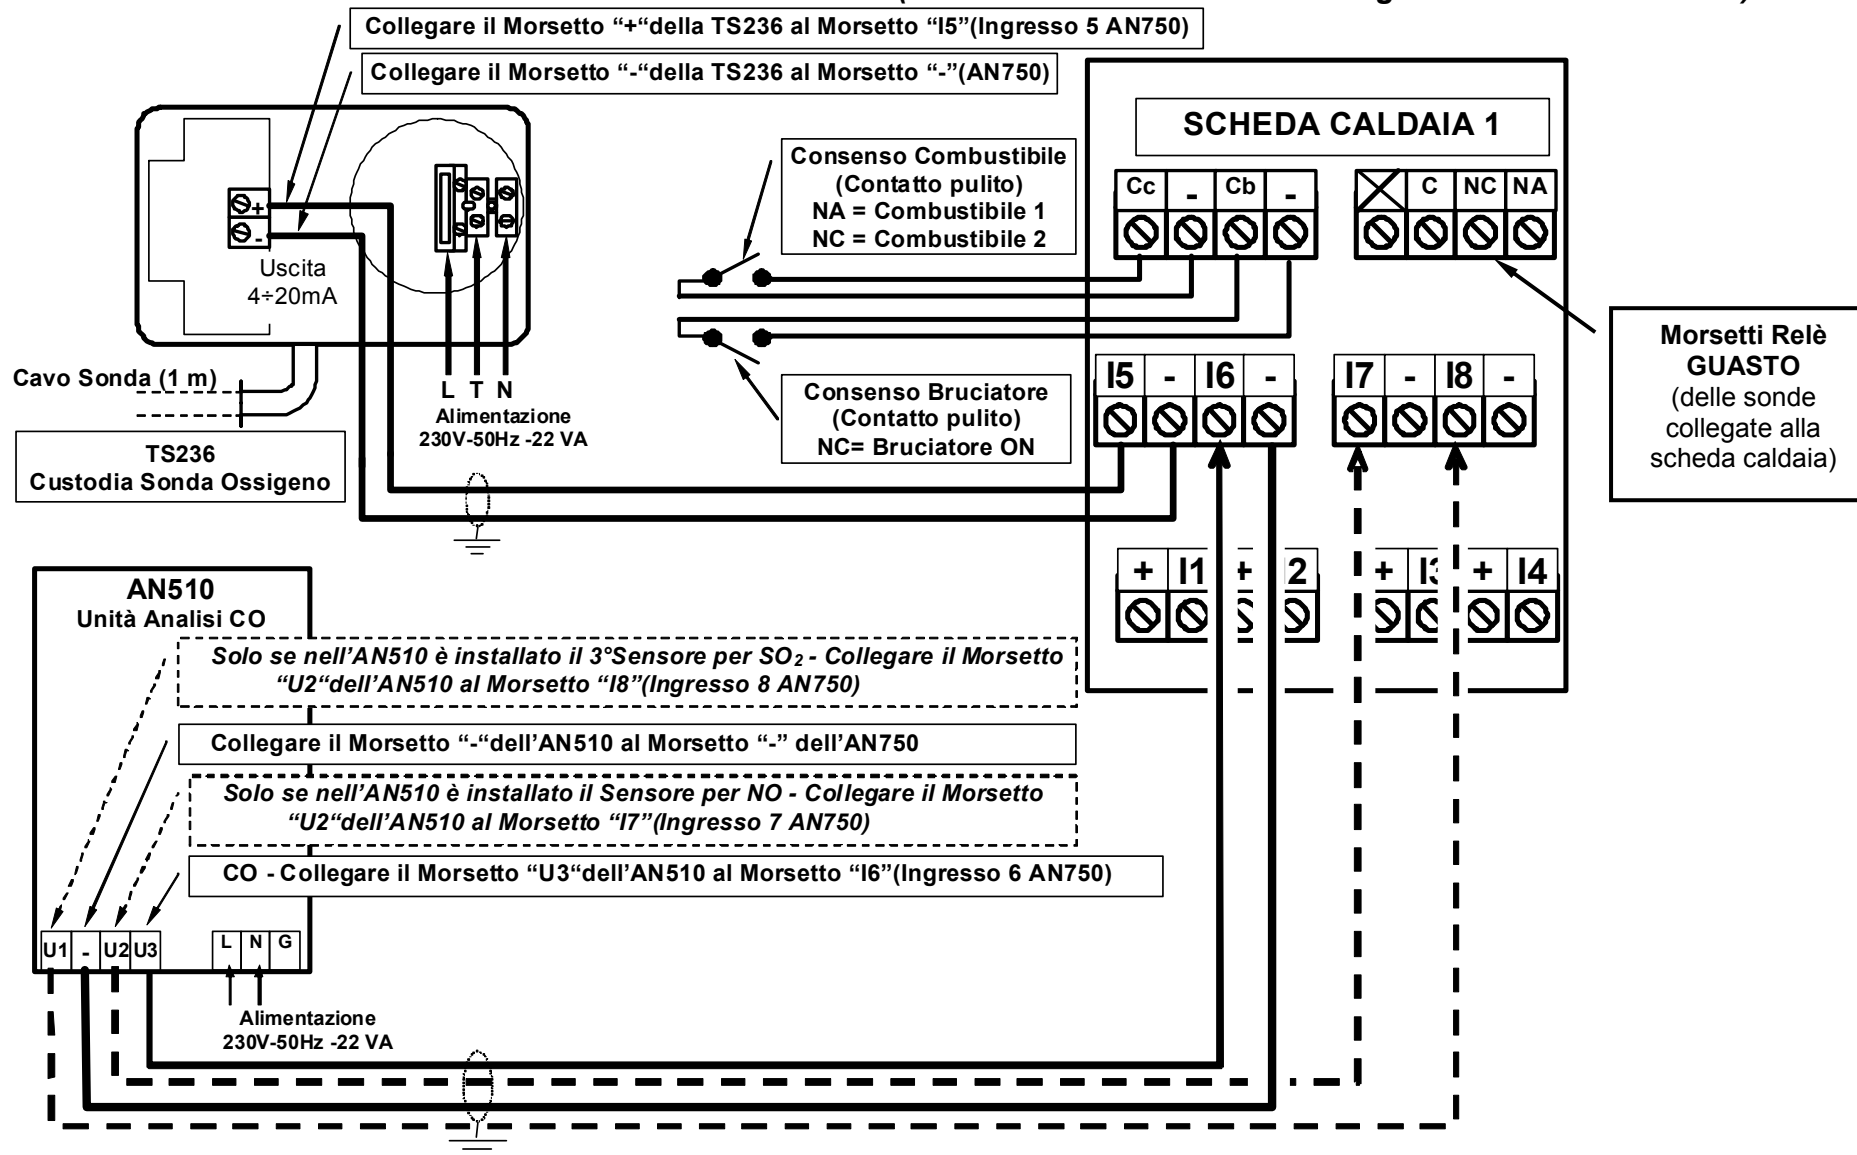 Collegare il Morsetto “+“della TS236 al Morsetto “I5”(Ingresso 5 AN750)
Collegare il Morsetto “-“della TS236 al Morsetto “-”(AN750)
SCHEDA CALDAIA 1
Consenso Combustibile
(Contatto pulito)
NA = Combustibile 1
NC = Combustibile 2
Cc - Cb -
C NC NA
+
-
Uscita
4÷20mA
L T N
Alimentazione
230V-50Hz -22 VA
Cavo Sonda (1 m)
TS236
Custodia Sonda Ossigeno
Consenso Bruciatore
(Contatto pulito)
NC= Bruciatore ON
I5 - I6 -
I7 - I8 -
Morsetti Relè
GUASTO
(delle sonde
collegate alla
scheda caldaia)
+ I1 + I2
+ I3 + I4
AN510
Unità Analisi CO
Solo se nell’AN510 è installato il 3°Sensore per SO2 - Collegare il Morsetto
“U2“dell’AN510 al Morsetto “I8”(Ingresso 8 AN750)
Collegare il Morsetto “-“dell’AN510 al Morsetto “-” dell’AN750
Solo se nell’AN510 è installato il Sensore per NO - Collegare il Morsetto
“U2“dell’AN510 al Morsetto “I7”(Ingresso 7 AN750)
CO - Collegare il Morsetto “U3“dell’AN510 al Morsetto “I6”(Ingresso 6 AN750)
U1 - U2 U3
L N G
Alimentazione
230V-50Hz -22 VA